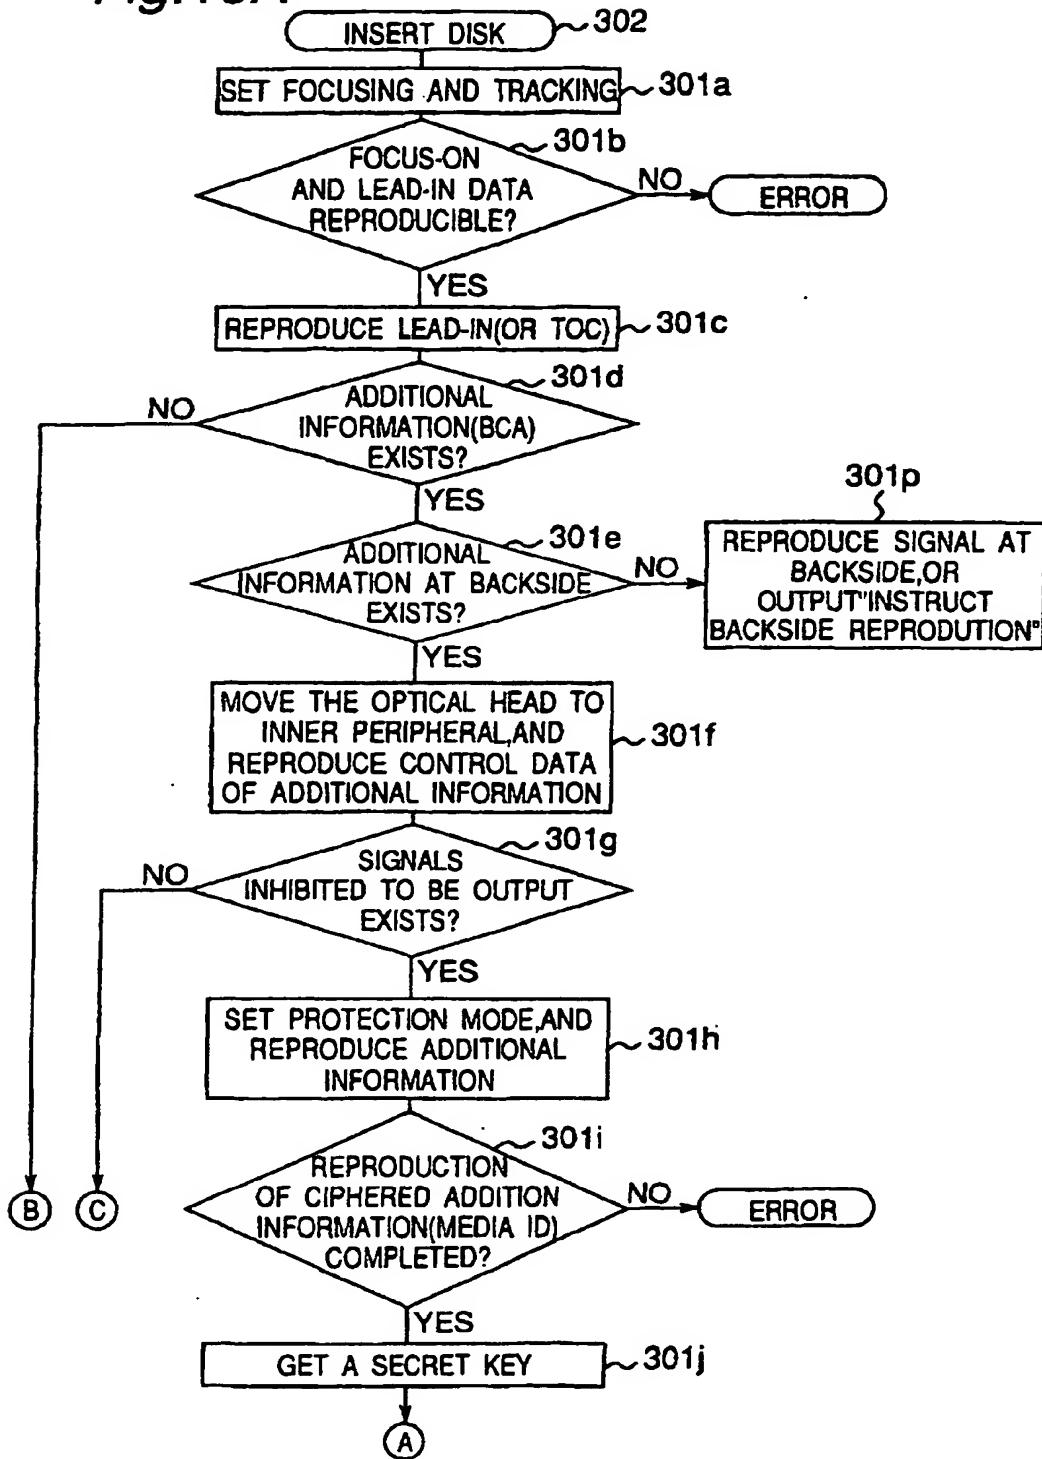 INSERT DISK
302
SET FOCUSING AND TRACKING
301a
301b
FOCUS-ON
AND LEAD-IN DATA
REPRODUCIBLE?
NO
ERROR
YES
REPRODUCE LEAD-IN(OR TOC)
301c
301d
ADDITIONAL
INFORMATION(BCA)
EXISTS?
NO
YES
301e
ADDITIONAL
INFORMATION AT BACKSIDE
EXISTS?
NO
301p
REPRODUCE SIGNAL AT
BACKSIDE,OR
OUTPUT"INSTRUCT
BACKSIDE REPRODUTION"
YES
MOVE THE OPTICAL HEAD TO
INNER PERIPHERAL,AND
REPRODUCE CONTROL DATA
OF ADDITIONAL INFORMATION
301f
301g
SIGNALS
INHIBITED TO BE OUTPUT
EXISTS?
NO
YES
SET PROTECTION MODE,AND
REPRODUCE ADDITIONAL
INFORMATION
301h
301i
REPRODUCTION
OF CIPHERED ADDITION
INFORMATION(MEDIA ID)
COMPLETED?
NO
ERROR
B
C
YES
GET A SECRET KEY
301j
A